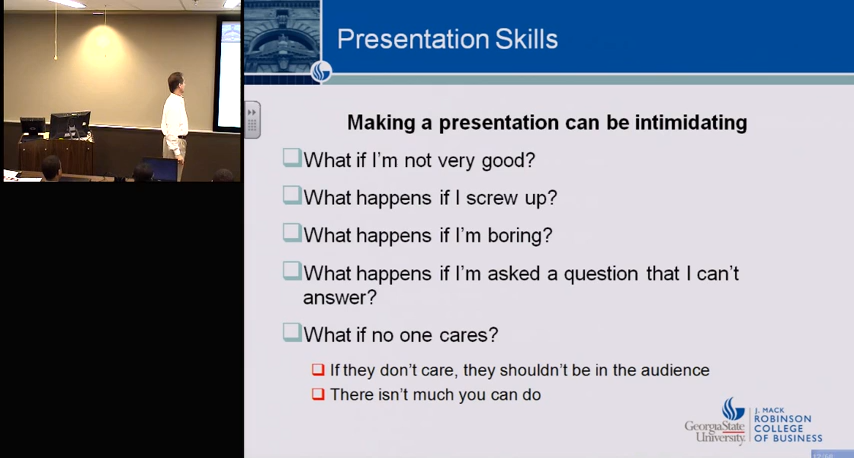 Presentation Skills
Making a presentation can be intimidating
What if I'm not very good?
What happens if I screw up?
What happens if I'm boring?
What happens if I'm asked a question that I can't
answer?
What if no one cares?
If they don't care, they shouldn't be in the audience
There isn't much you can do
GeorgiaState
University
J. MACK
ROBINSON
COLLEGE
OF BUSINESS